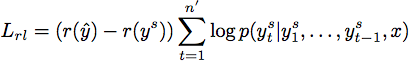 $L_{rl} = (r(\hat{y}) - r(y^s)) \sum_{t=1}^{n'} \log p(y_t^s | y_1^s, \ldots, y_{t-1}^s, x)$